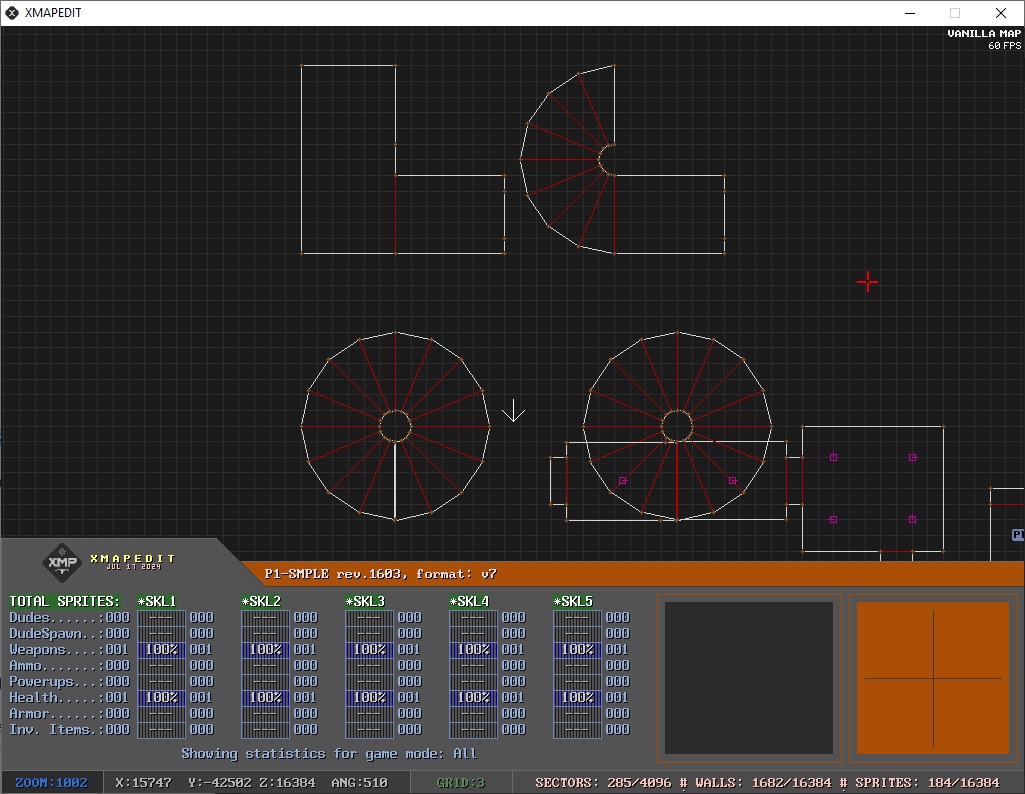 XMAPEDIT
VANILLA MAP
60 FPS
XMP XMAPEDIT
JUL 17 2024
P1-SMPLE rev.1603, format: v7
TOTAL SPRITES: *SKL1 *SKL2 *SKL3 *SKL4 *SKL5
Dudes......:000 --- 000 --- 000 --- 000 --- 000 --- 000
DudeSpawn..:000 --- 000 --- 000 --- 000 --- 000 --- 000
Weapons....:001 100% 001 100% 001 100% 001 100% 001 100% 001
Ammo.......:000 --- 000 --- 000 --- 000 --- 000 --- 000
Powerups...:000 --- 000 --- 000 --- 000 --- 000 --- 000
Health.....:001 100% 001 100% 001 100% 001 100% 001 100% 001
Armor......:000 --- 000 --- 000 --- 000 --- 000 --- 000
Inv. Items.:000 --- 000 --- 000 --- 000 --- 000 --- 000
Showing statistics for game mode: All
ZOOM:1002 X:15747 Y:-42502 Z:16384 ANG:510 GRID:3 SECTORS: 285/4096 # WALLS: 1682/16384 # SPRITES: 184/16384